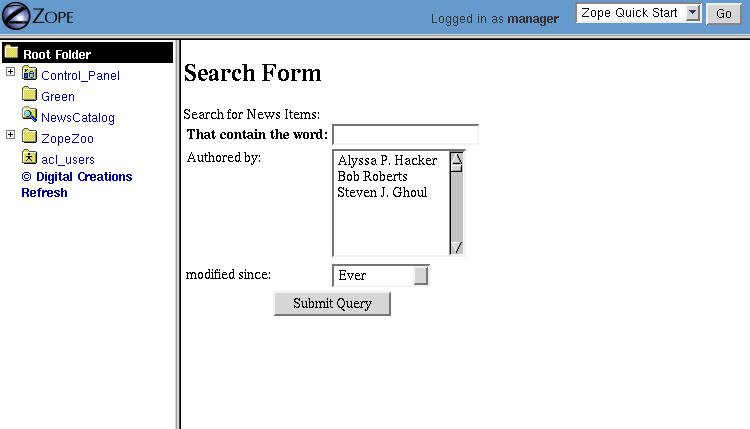 ZOPE
Logged in as manager
Zope Quick Start
Go
Root Folder
Control_Panel
Green
NewsCatalog
ZopeZoo
acl_users
© Digital Creations
Refresh
Search Form
Search for News Items:
That contain the word:
Authored by:
Alyssa P. Hacker
Bob Roberts
Steven J. Ghoul
modified since:
Ever
Submit Query